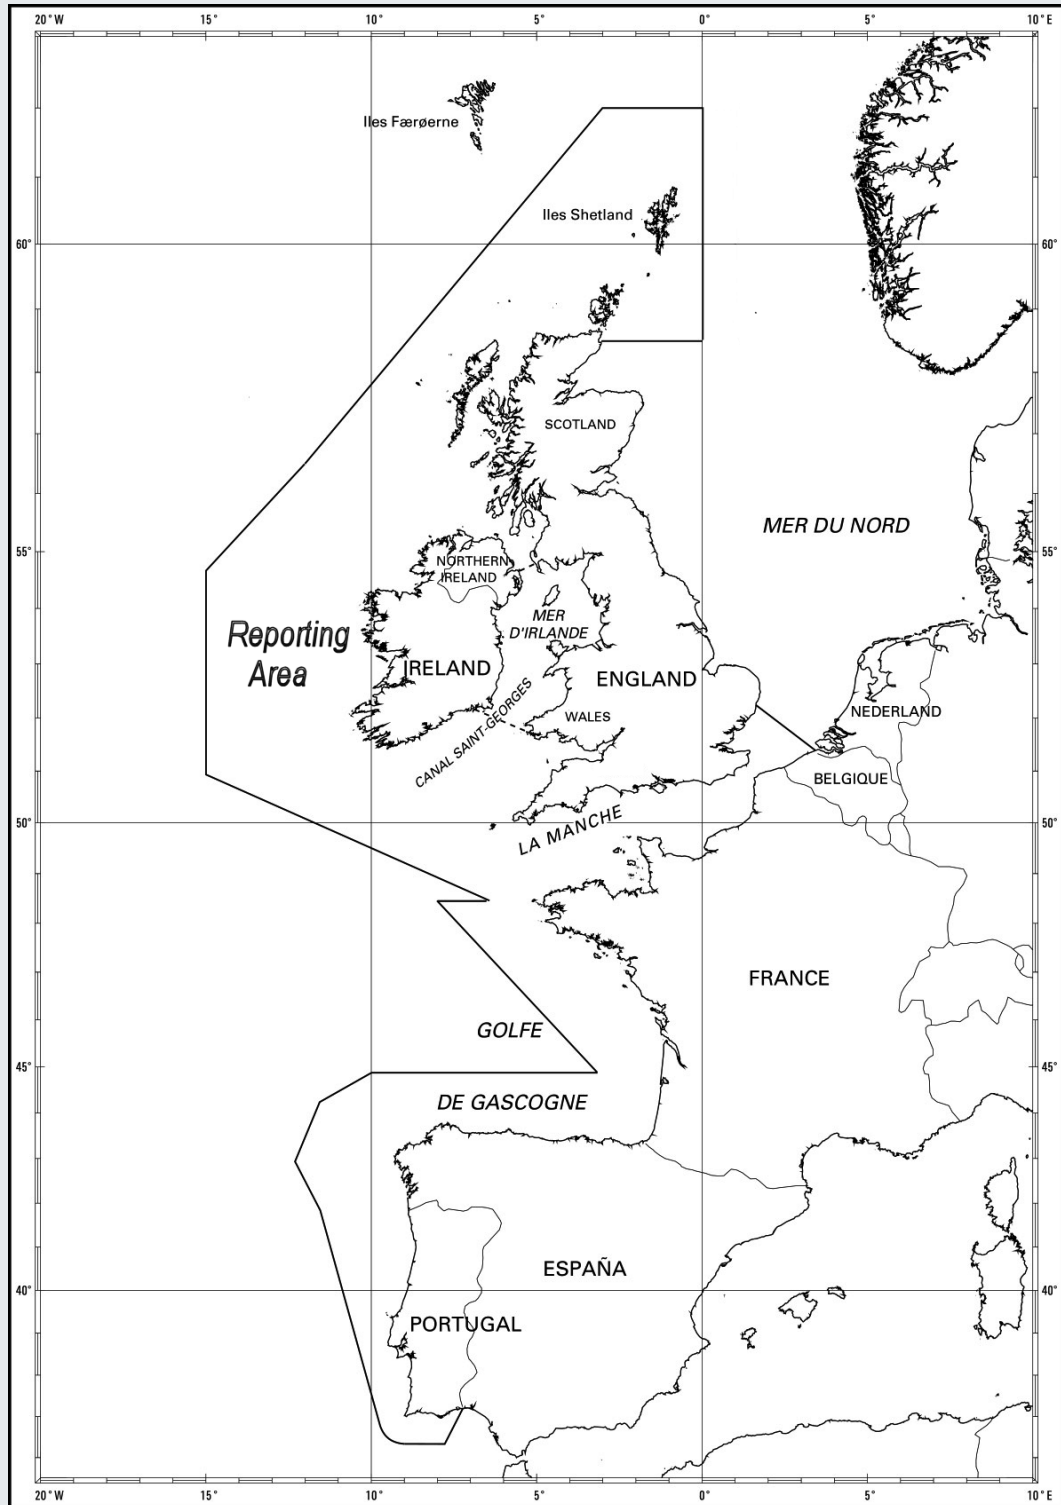 20° W 15° 10° 5° 0° 5° 10° E
Iles Færøerne
Iles Shetland
60° 60°
SCOTLAND
MER DU NORD
55° 55°
NORTHERN
IRELAND
MER
D'IRLANDE
Reporting
Area
IRELAND
ENGLAND
CANAL SAINT-GEORGES
WALES
NEDERLAND
BELGIQUE
50° 50°
LA MANCHE
FRANCE
GOLFE
45° 45°
DE GASCOGNE
ESPAÑA
40° 40°
PORTUGAL
20° W 15° 10° 5° 0° 5° 10° E